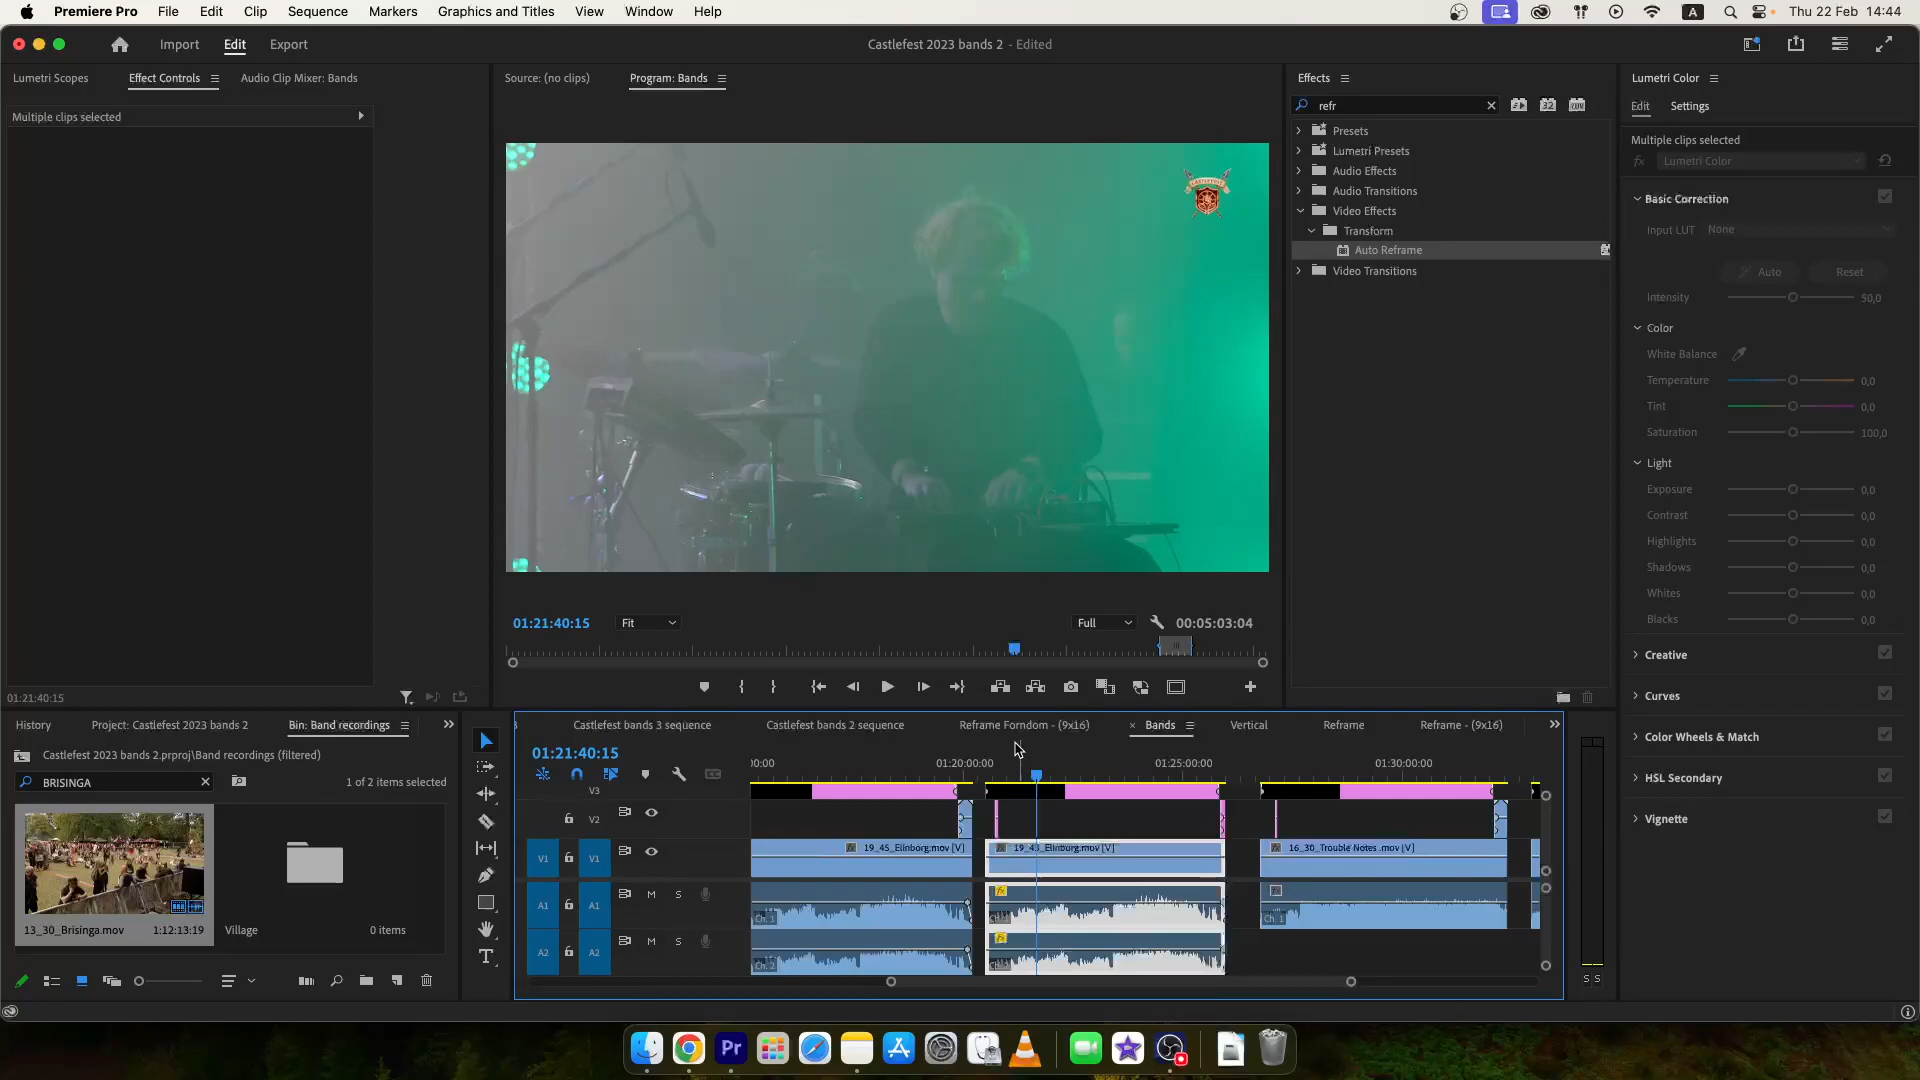 Premiere Pro File Edit Clip Sequence Markers Graphics and Titles View Window Help A Thu 22 Feb 14:44
Import Edit Export Castlefest 2023 bands 2 - Edited
Lumetri Scopes Effect Controls Audio Clip Mixer: Bands Source: (no clips) Program: Bands Effects Lumetri Color
refr
Edit Settings
Multiple clips selected
Presets
Lumetri Presets
Audio Effects
Audio Transitions
Video Effects
Transform
Auto Reframe
Video Transitions
Multiple clips selected
fx Lumetri Color
Basic Correction
Input LUT None
Auto Reset
Intensity 50,0
Color
White Balance
Temperature 0,0
Tint 0,0
Saturation 100,0
Light
Exposure 0,0
Contrast 0,0
Highlights 0,0
Shadows 0,0
Whites 0,0
Blacks 0,0
Creative
Curves
Color Wheels & Match
HSL Secondary
Vignette
01:21:40:15 Fit Full 00:05:03:04
01:21:40:15
History Project: Castlefest 2023 bands 2 Bin: Band recordings
Castlefest 2023 bands 2.prproj\Band recordings (filtered)
BRISINGA 1 of 2 items selected
13_30_Brisinga.mov 1:12:13:19 Village 0 items
Castlefest bands 3 sequence Castlefest bands 2 sequence Reframe Forndom - (9x16) × Bands Vertical Reframe Reframe - (9x16)
01:21:40:15
00:00 01:20:00:00 01:25:00:00 01:30:00:00
V3
V2
V1 V1 19_45_Elinborg.mov [V] 19_45_Elinborg.mov [V] 16_30_Trouble Notes .mov [V]
A1 A1 M S Ch. 1 Ch. 1
A2 A2 M S Ch. 2
S S